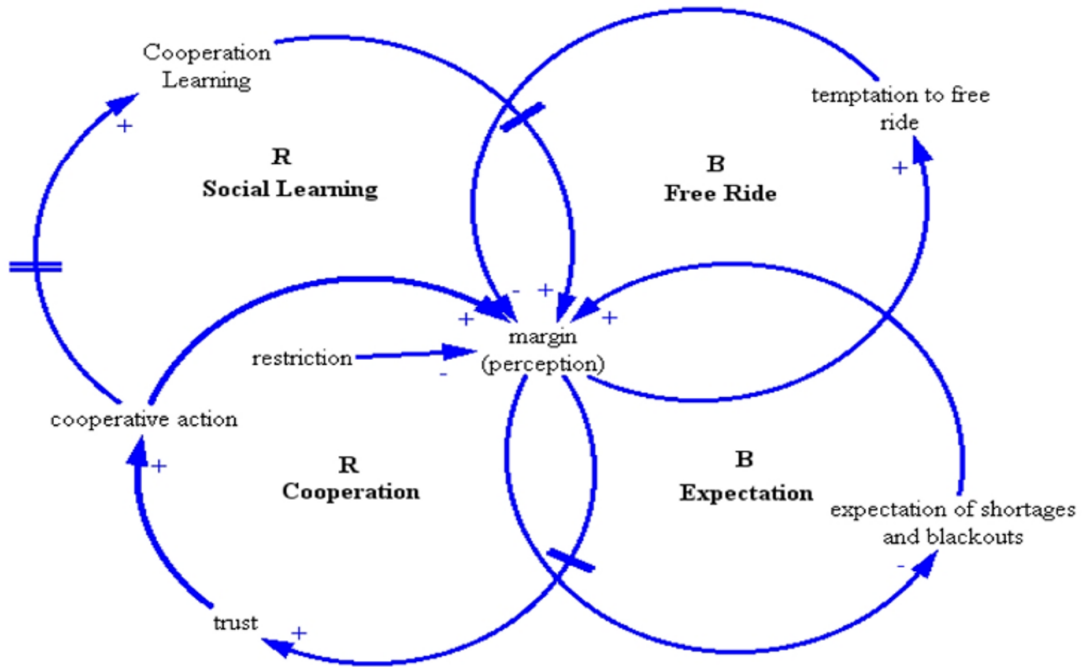 Cooperation
Learning
temptation to free
ride
+
+
R
Social Learning
B
Free Ride
- +
+
+
margin
(perception)
restriction
-
cooperative action
+
R
Cooperation
B
Expectation
expectation of shortages
and blackouts
-
trust
+